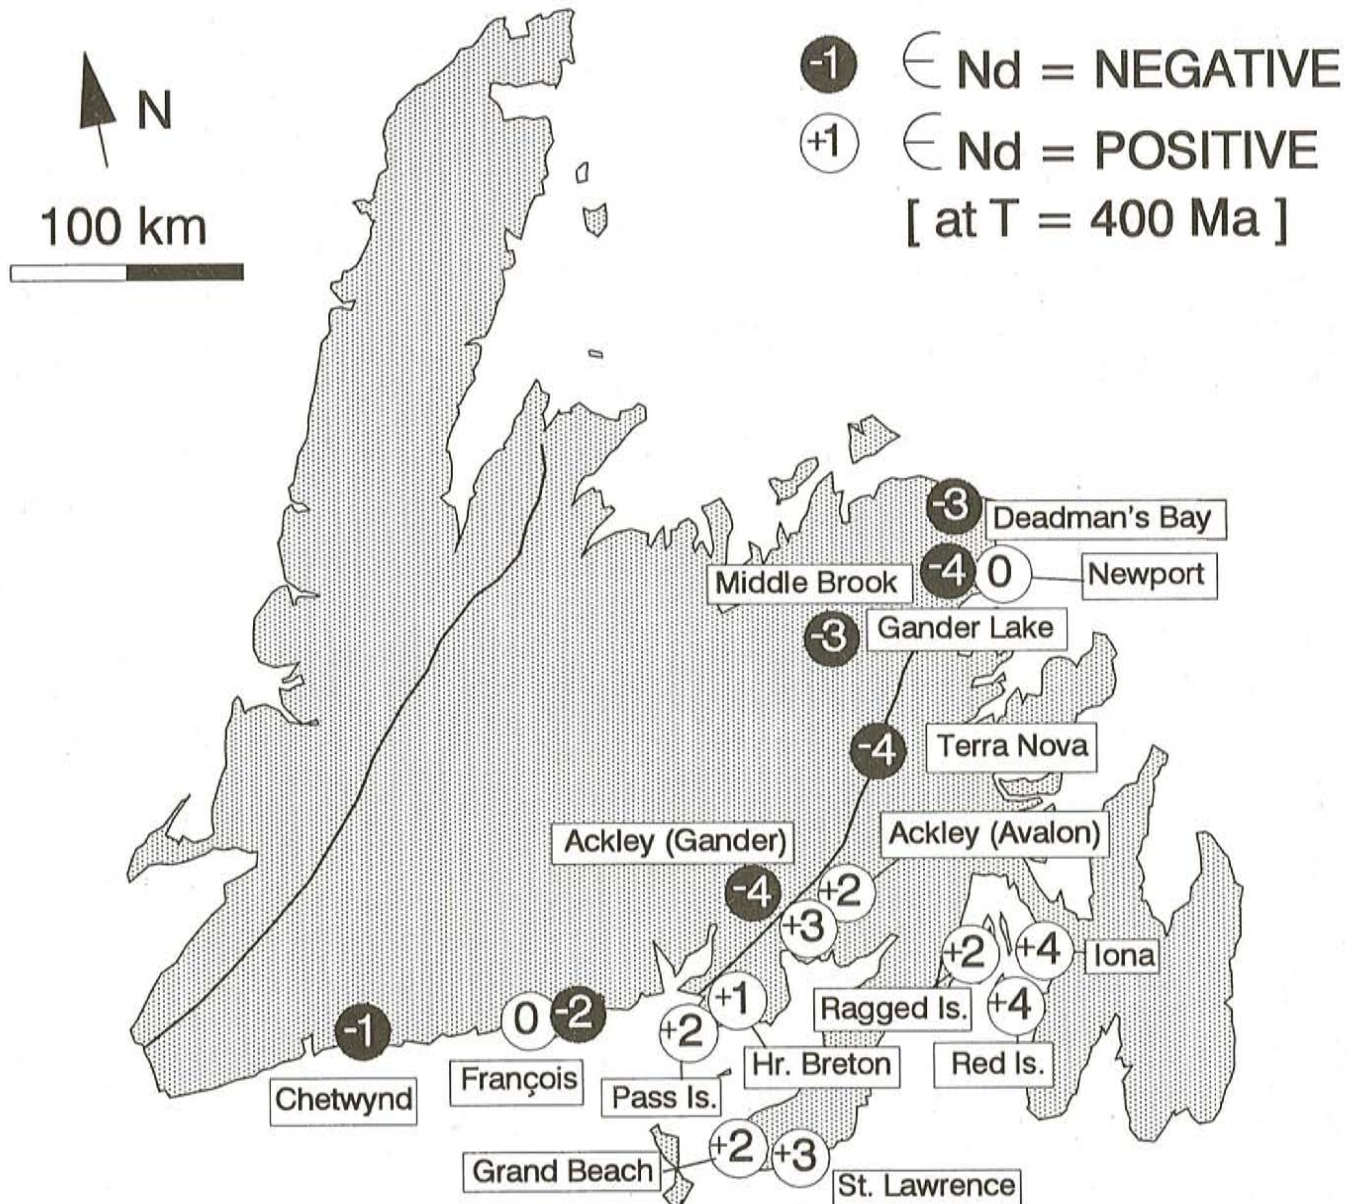 -1 ∈ Nd = NEGATIVE
+1 ∈ Nd = POSITIVE
[ at T = 400 Ma ]
N
100 km
-3 Deadman's Bay
Middle Brook -4 0 Newport
-3 Gander Lake
-4 Terra Nova
Ackley (Gander) Ackley (Avalon)
-4 +2
+3
+2 +4 Iona
Ragged Is. +4
Red Is.
-1 0 -2 +2 +1
Chetwynd François Pass Is. Hr. Breton
+2 +3
Grand Beach St. Lawrence